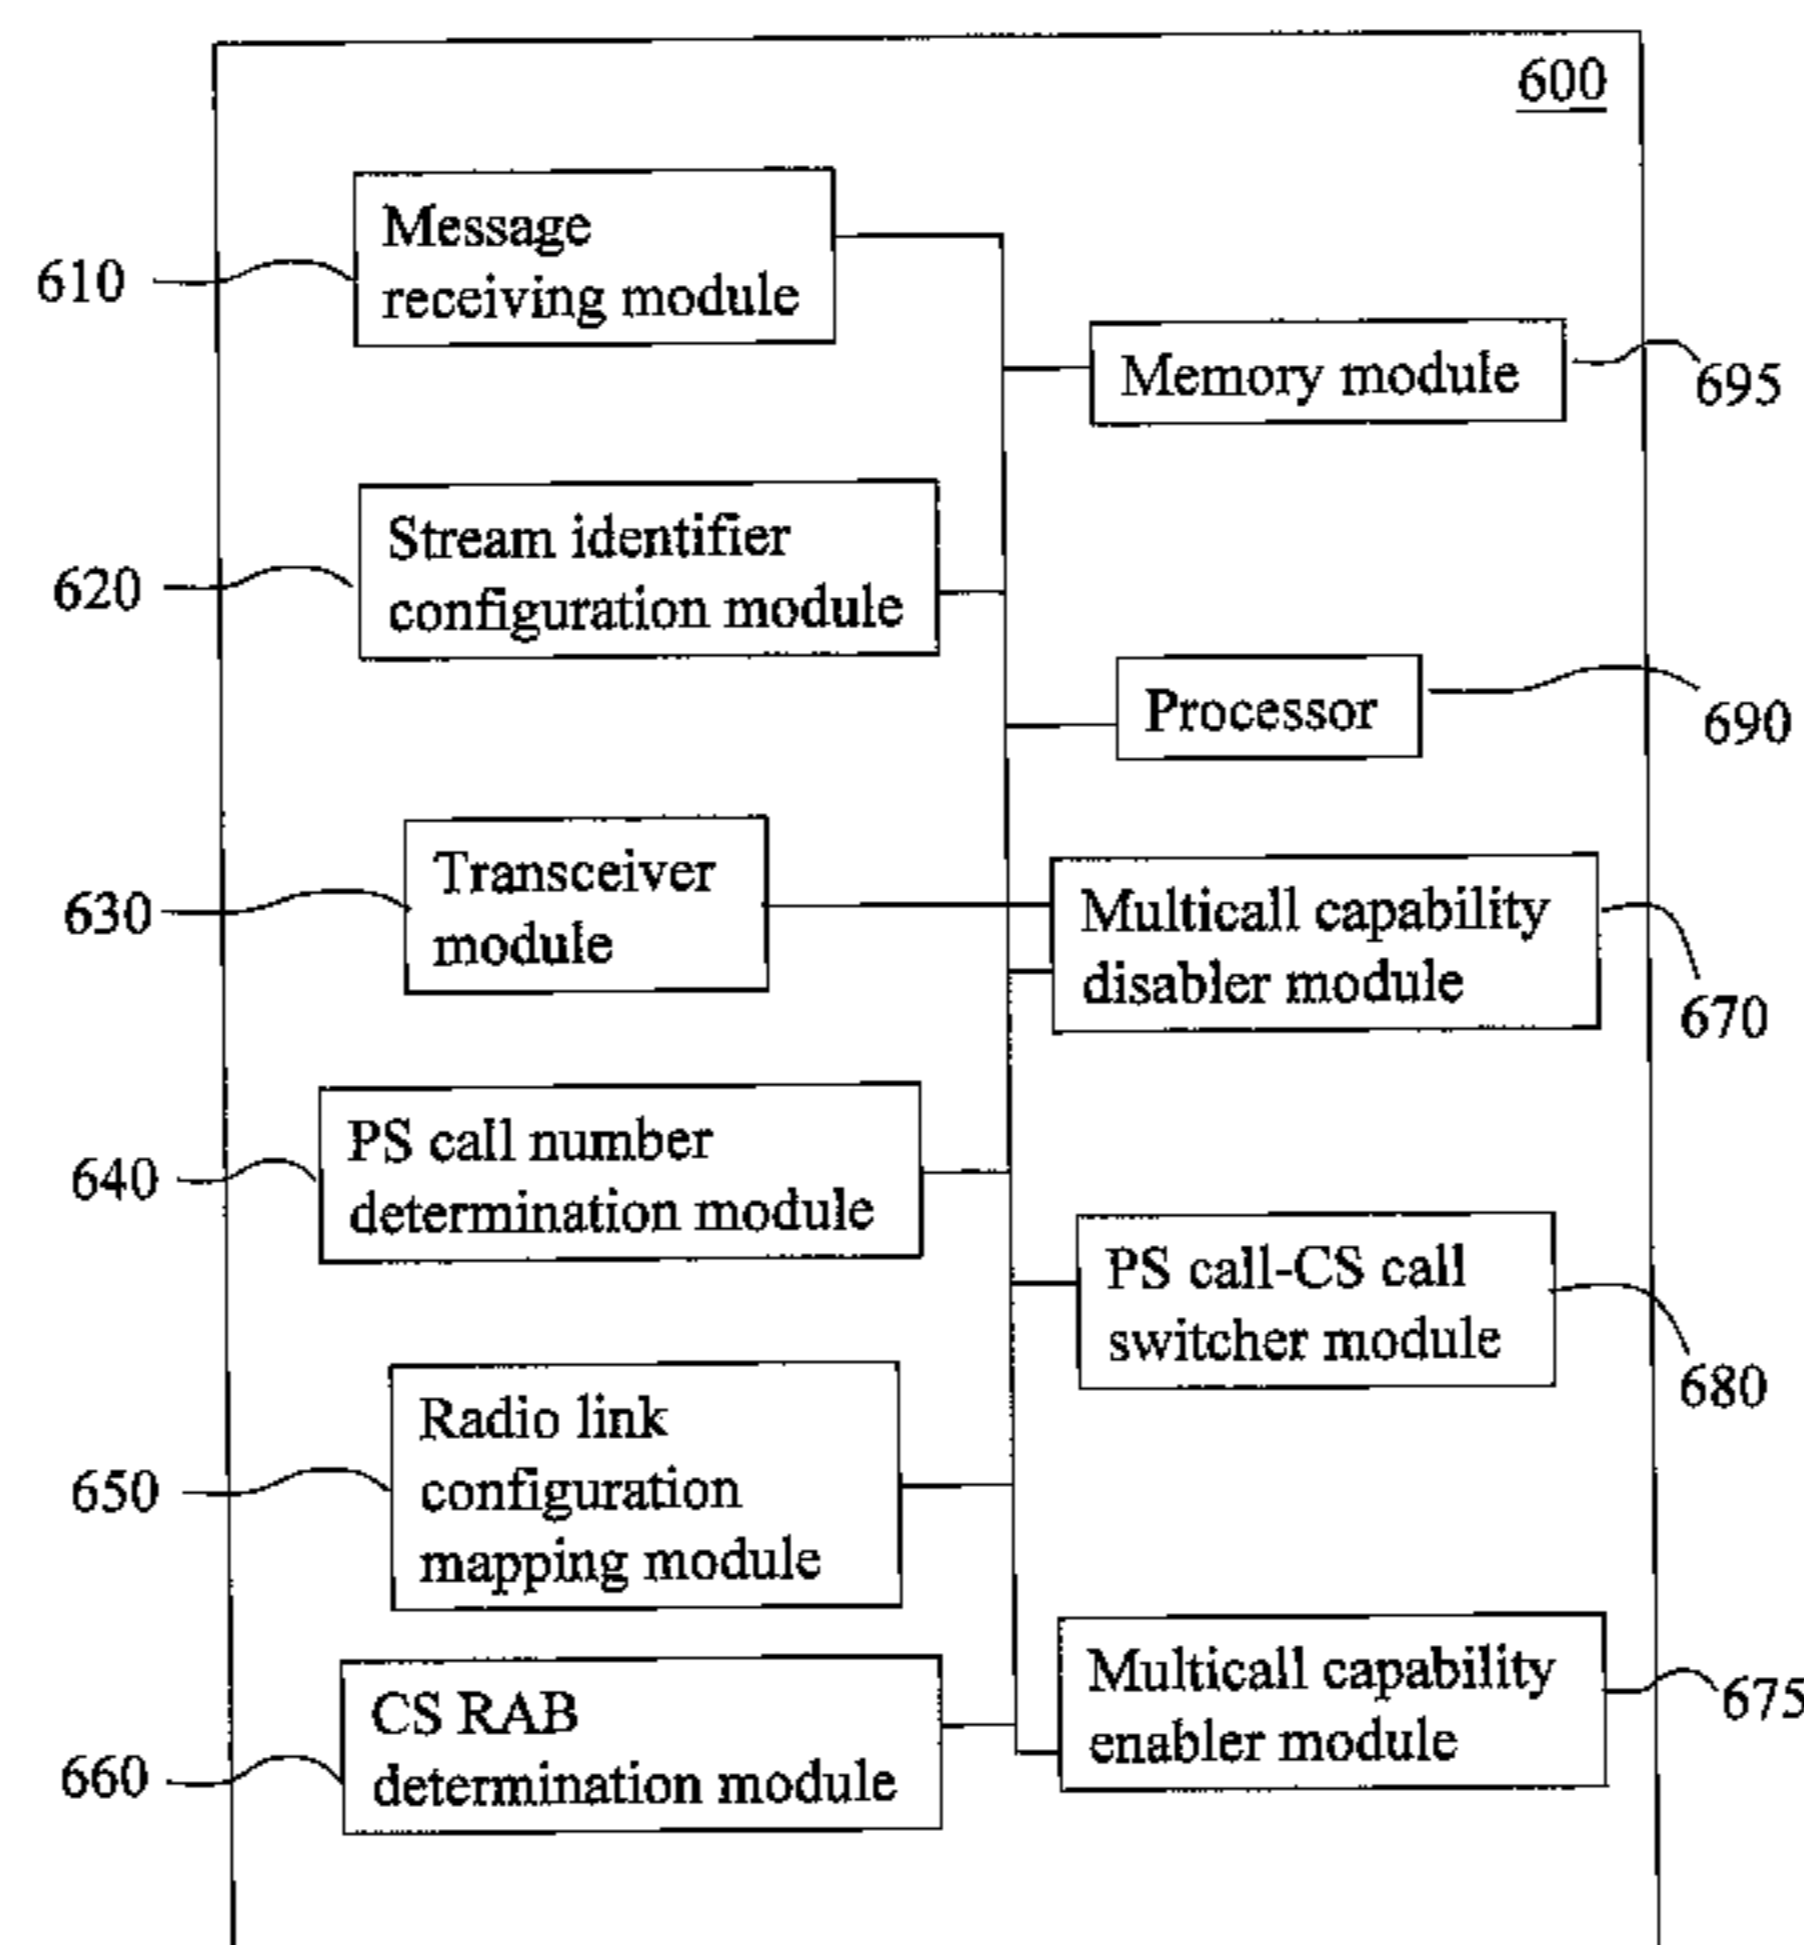 600
610
Message
receiving module
Memory module
695
620
Stream identifier
configuration module
Processor
690
630
Transceiver
module
Multicall capability
disabler module
670
640
PS call number
determination module
PS call-CS call
switcher module
680
650
Radio link
configuration
mapping module
660
CS RAB
determination module
Multicall capability
enabler module
675